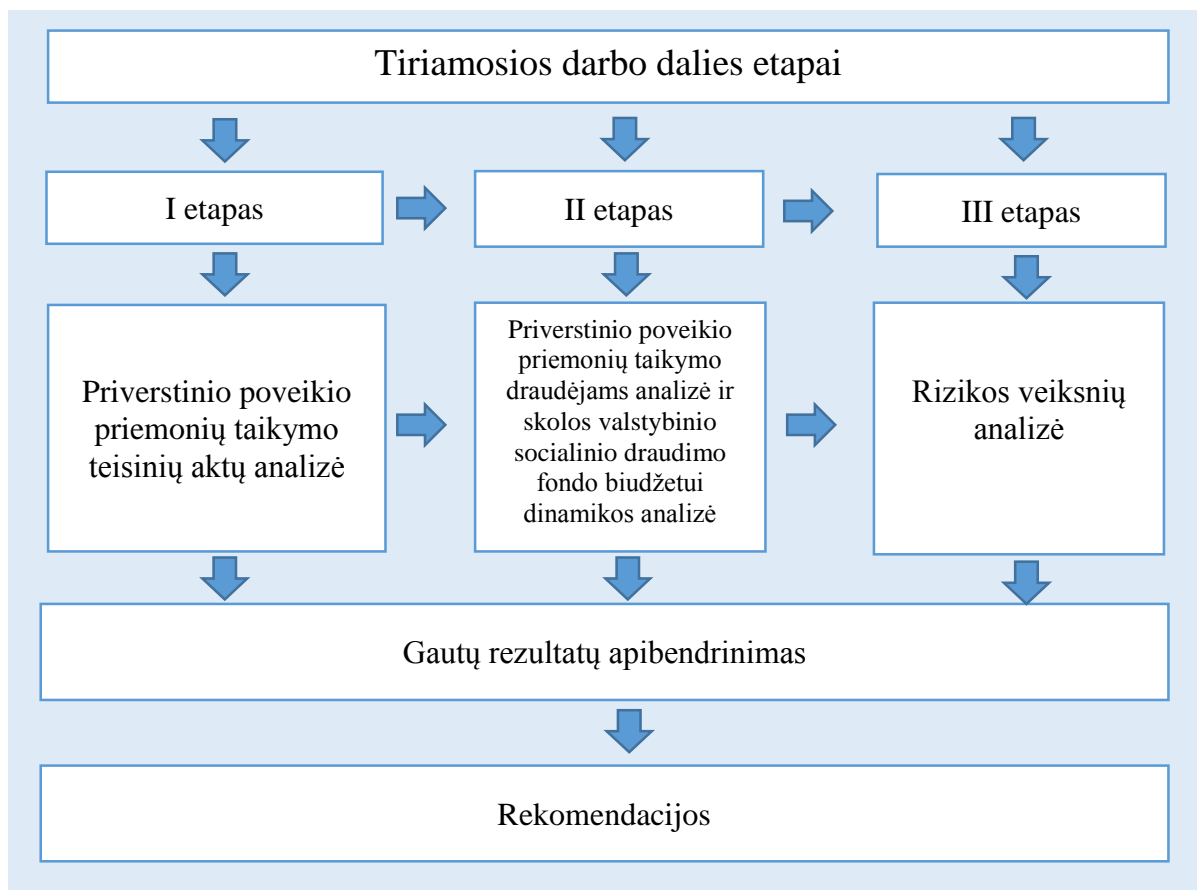 Tiriamosios darbo dalies etapai
I etapas
II etapas
III etapas
Priverstinio poveikio
priemonių taikymo
teisinių aktų analizė
Priverstinio poveikio
priemonių taikymo
draudėjams analizė ir
skolos valstybinio
socialinio draudimo
fondo biudžetui
dinamikos analizė
Rizikos veiksnių
analizė
Gautų rezultatų apibendrinimas
Rekomendacijos